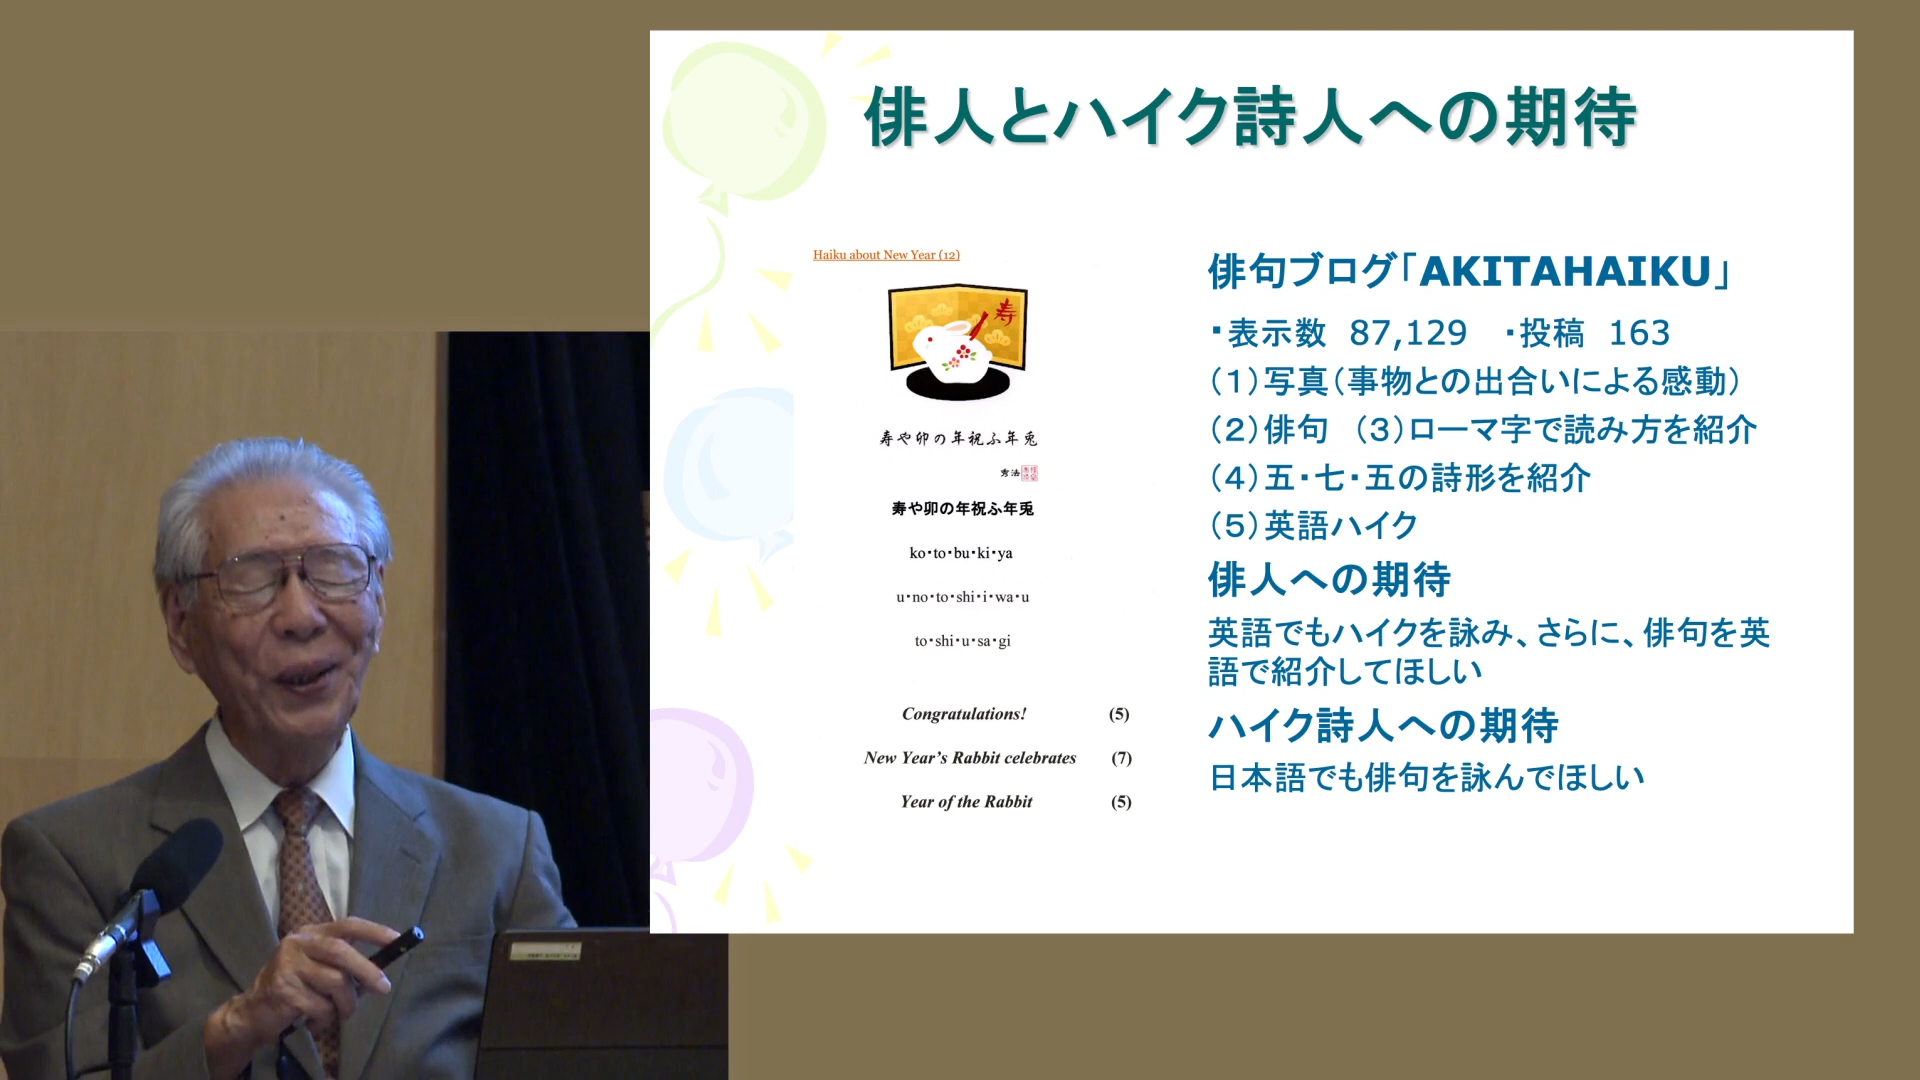 俳人とハイク詩人への期待
Haiku about New Year (12)
寿
寿や卯の年祝ふ年兎
秀法
寿や卯の年祝ふ年兎
ko・to・bu・ki・ya
u・no・to・shi・i・wa・u
to・shi・u・sa・gi
Congratulations! (5)
New Year's Rabbit celebrates (7)
Year of the Rabbit (5)
俳句ブログ「AKITAHAIKU」
・表示数 87,129 ・投稿 163
（１）写真（事物との出合いによる感動）
（２）俳句 （３）ローマ字で読み方を紹介
（４）五・七・五の詩形を紹介
（５）英語ハイク
俳人への期待
英語でもハイクを詠み、さらに、俳句を英
語で紹介してほしい
ハイク詩人への期待
日本語でも俳句を詠んでほしい